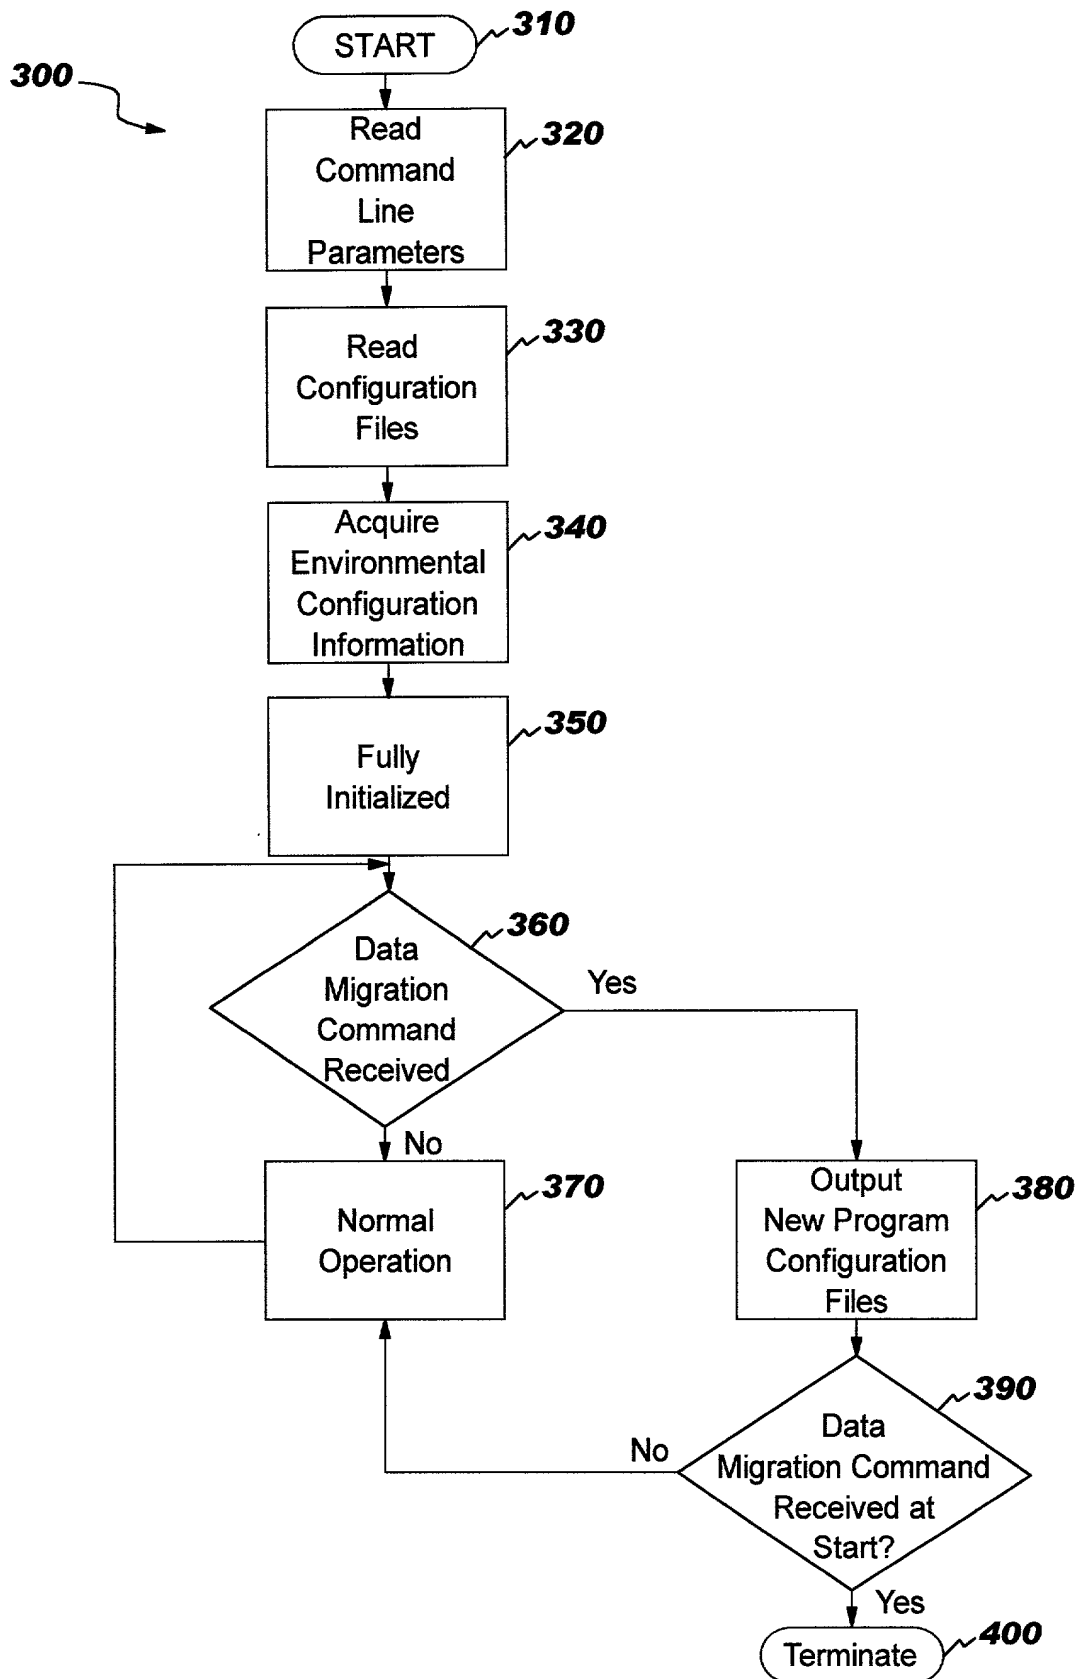 START
310
300
Read
Command
Line
Parameters
320
Read
Configuration
Files
330
Acquire
Environmental
Configuration
Information
340
Fully
Initialized
350
Data
Migration
Command
Received
360
Yes
No
Normal
Operation
370
Output
New Program
Configuration
Files
380
Data
Migration Command
Received at
Start?
390
No
Yes
Terminate
400